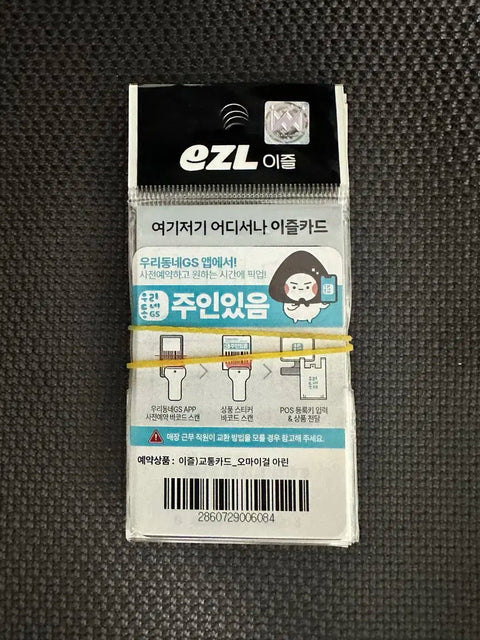 eZL 이즐
여기저기 어디서나 이즐카드
우리동네GS 앱에서!
사전예약하고 원하는 시간에 픽업!
우리동네GS 주인있음
우리동네GS APP
사전예약 바코드 스캔
상품 스티커
바코드 스캔
POS 등록키 입력
& 상품 전달
매장 근무 직원이 교환 방법을 모를 경우 참고해 주세요.
예약상품 : 이즐)교통카드_오마이걸 아린
2860729006084